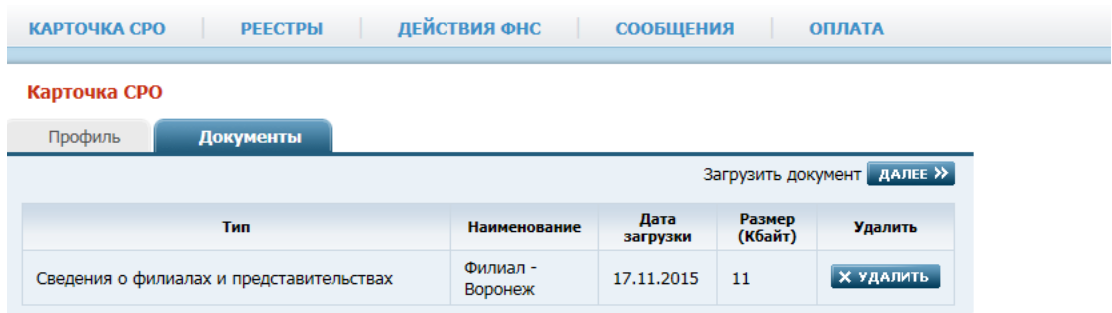 КАРТОЧКА СРО РЕЕСТРЫ ДЕЙСТВИЯ ФНС СООБЩЕНИЯ ОПЛАТА
Карточка СРО
Профиль Документы
Загрузить документ ДАЛЕЕ »
Тип Наименование Дата загрузки Размер (Кбайт) Удалить
Сведения о филиалах и представительствах Филиал - Воронеж 17.11.2015 11 X УДАЛИТЬ